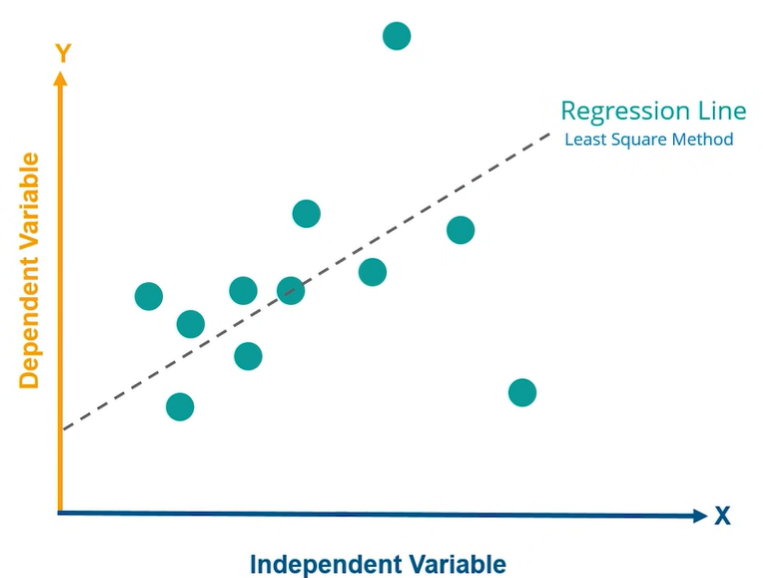 Y
Regression Line
Least Square Method
Dependent Variable
X
Independent Variable